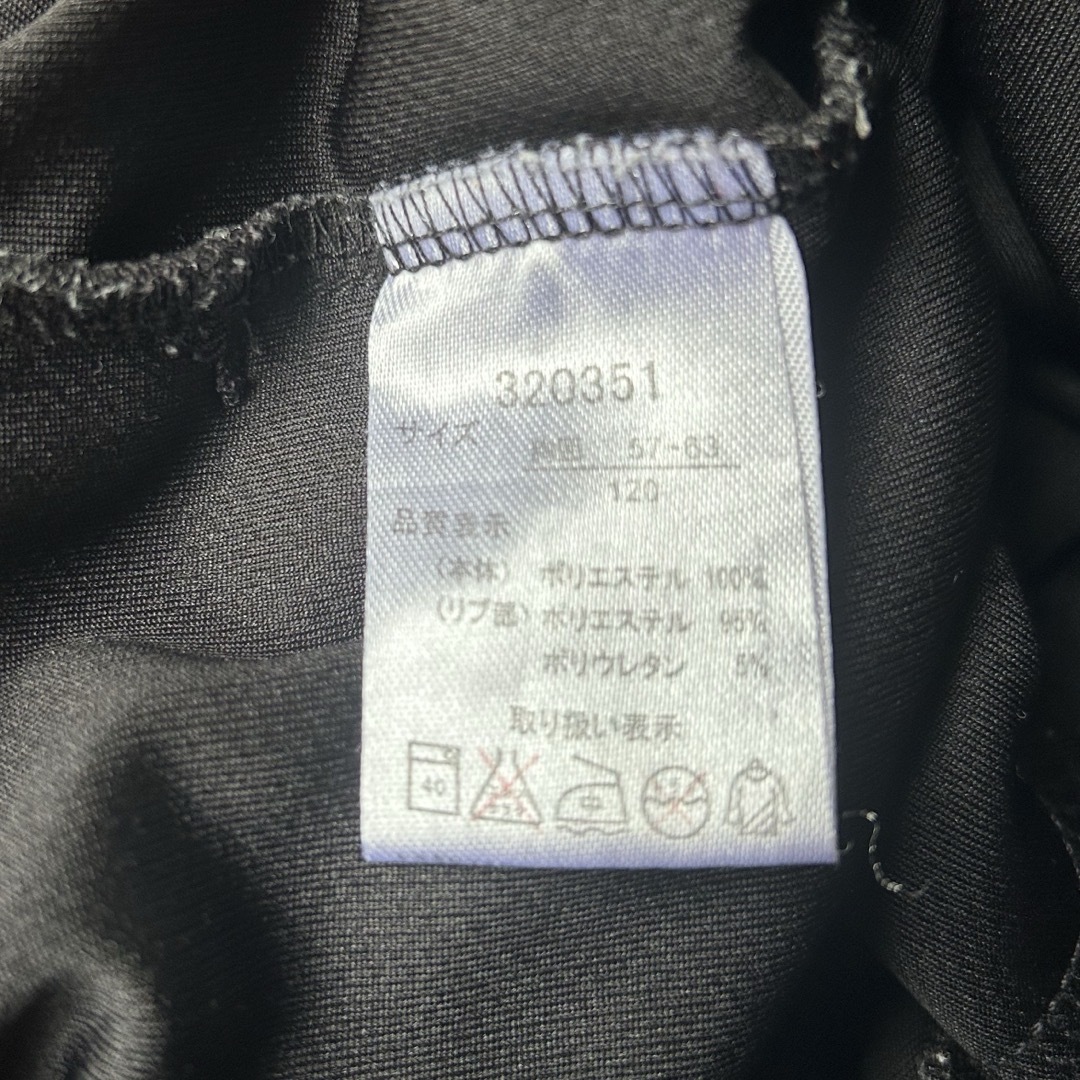 320351
サイズ 胸囲 57-63
120
品質表示
(本体) ポリエステル 100%
(リブ部) ポリエステル 95%
ポリウレタン 5%
取り扱い表示
40 中